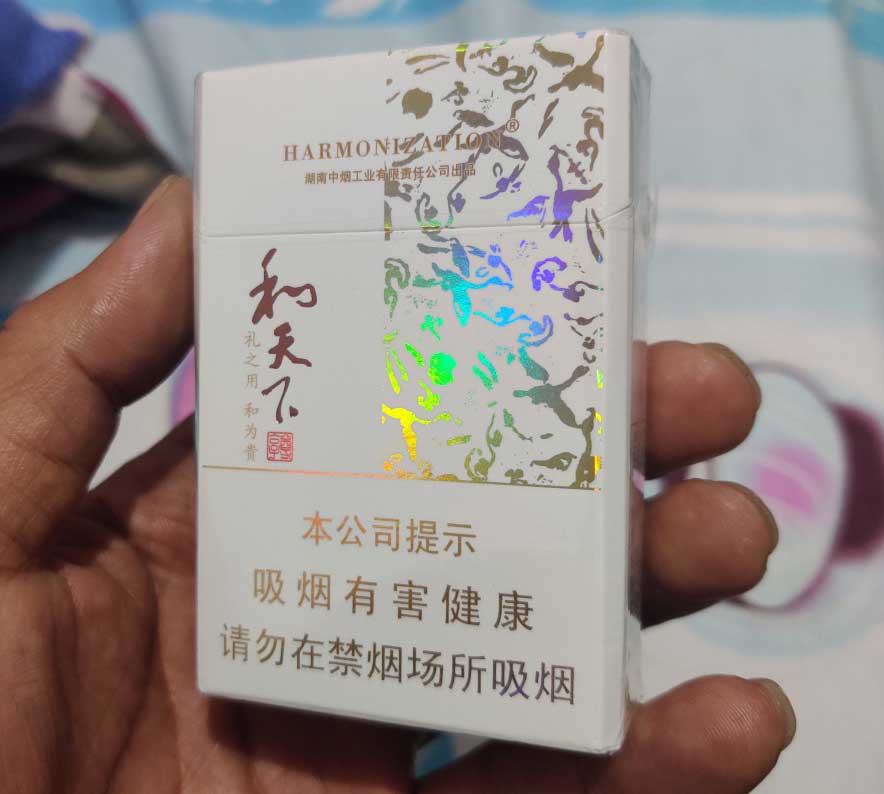 HARMONIZATION®
湖南中烟工业有限责任公司出品
和天下
礼之用 和为贵
本公司提示
吸烟有害健康
请勿在禁烟场所吸烟